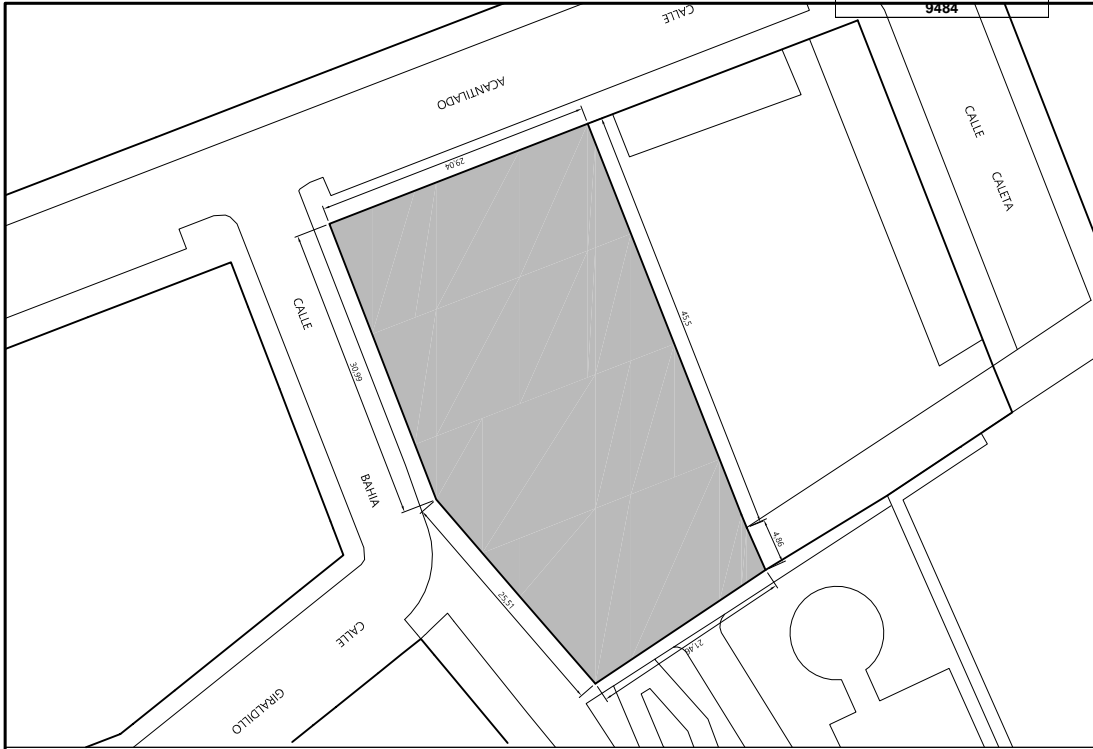 9484
CALLE
ACANTILADO
29.04
CALLE
CALETA
CALLE
30.99
45.5
BAHIA
4.86
25.51
21.46
CALLE
GIRALDILLO